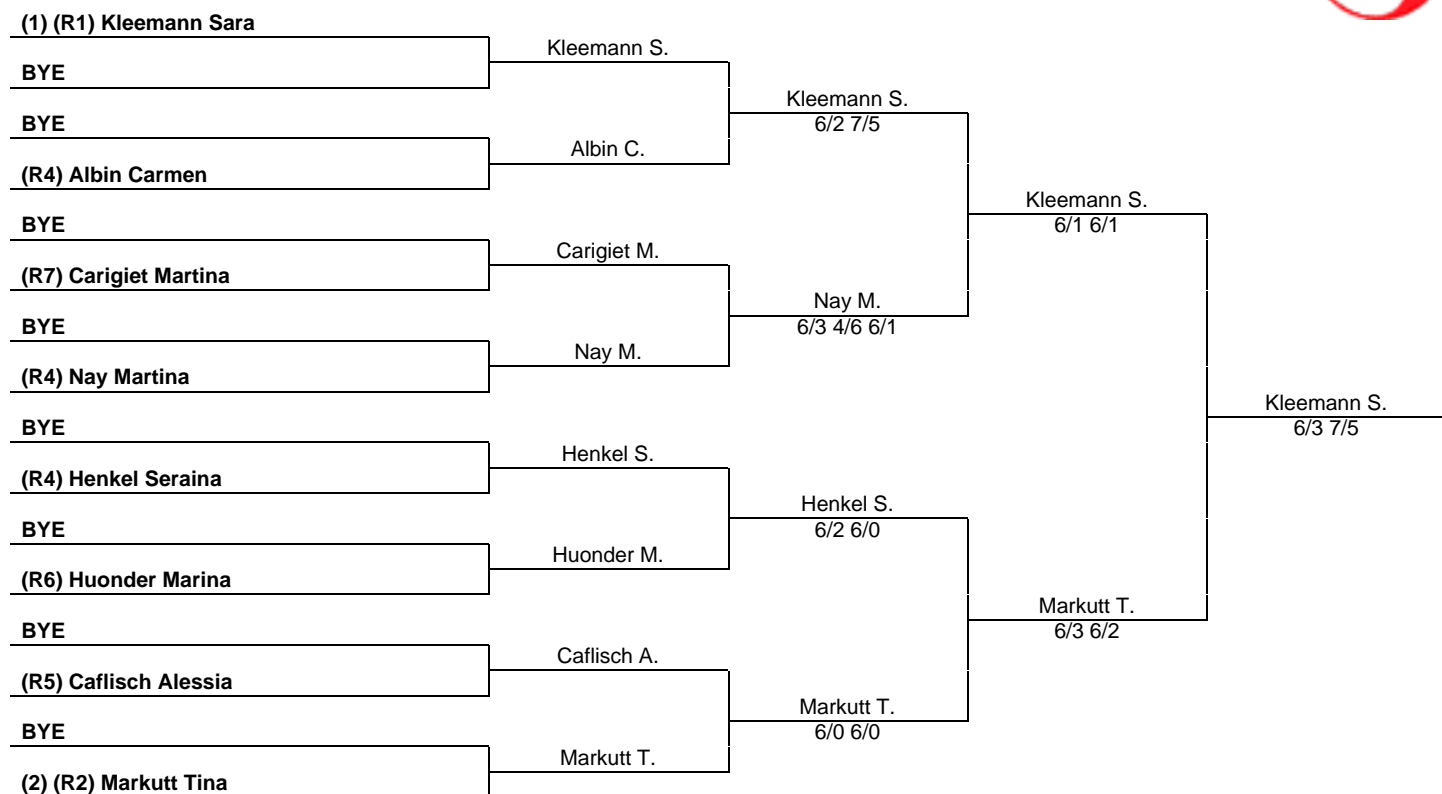 (1) (R1) Kleemann Sara
BYE
BYE
(R4) Albin Carmen
BYE
(R7) Carigiet Martina
BYE
(R4) Nay Martina
BYE
(R4) Henkel Seraina
BYE
(R6) Huonder Marina
BYE
(R5) Caflisch Alessia
BYE
(2) (R2) Markutt Tina
Kleemann S.
Albin C.
Carigiet M.
Nay M.
Henkel S.
Huonder M.
Caflisch A.
Markutt T.
Kleemann S.
6/2 7/5
Nay M.
6/3 4/6 6/1
Henkel S.
6/2 6/0
Markutt T.
6/0 6/0
Kleemann S.
6/1 6/1
Markutt T.
6/3 6/2
Kleemann S.
6/3 7/5